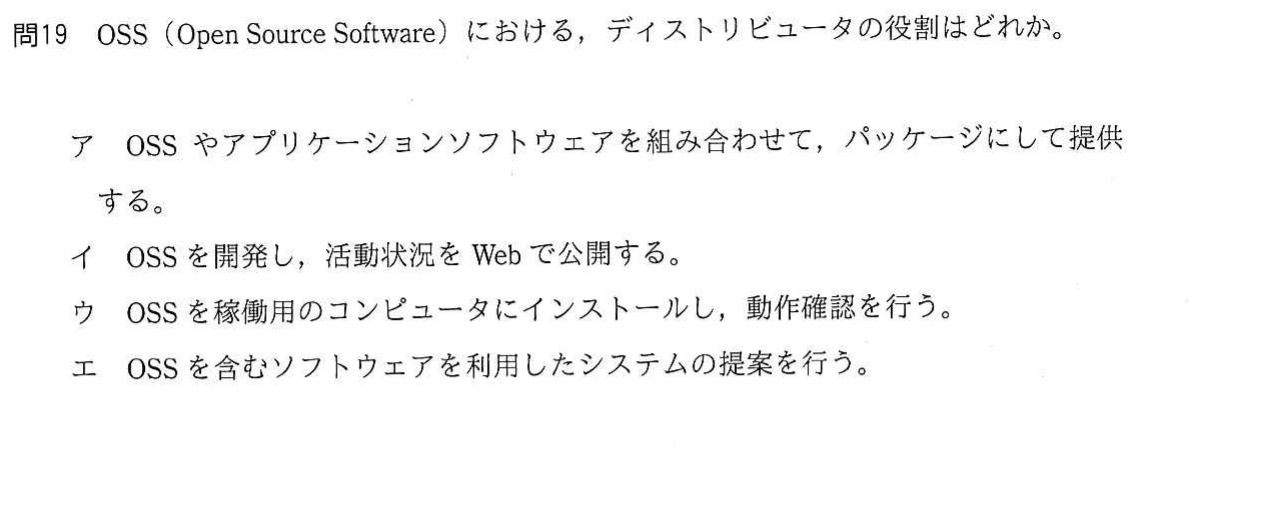 問19 OSS（Open Source Software）における，ディストリビュータの役割はどれか。
ア OSS やアプリケーションソフトウェアを組み合わせて，パッケージにして提供
する。
イ OSS を開発し，活動状況を Web で公開する。
ウ OSS を稼働用のコンピュータにインストールし，動作確認を行う。
エ OSS を含むソフトウェアを利用したシステムの提案を行う。